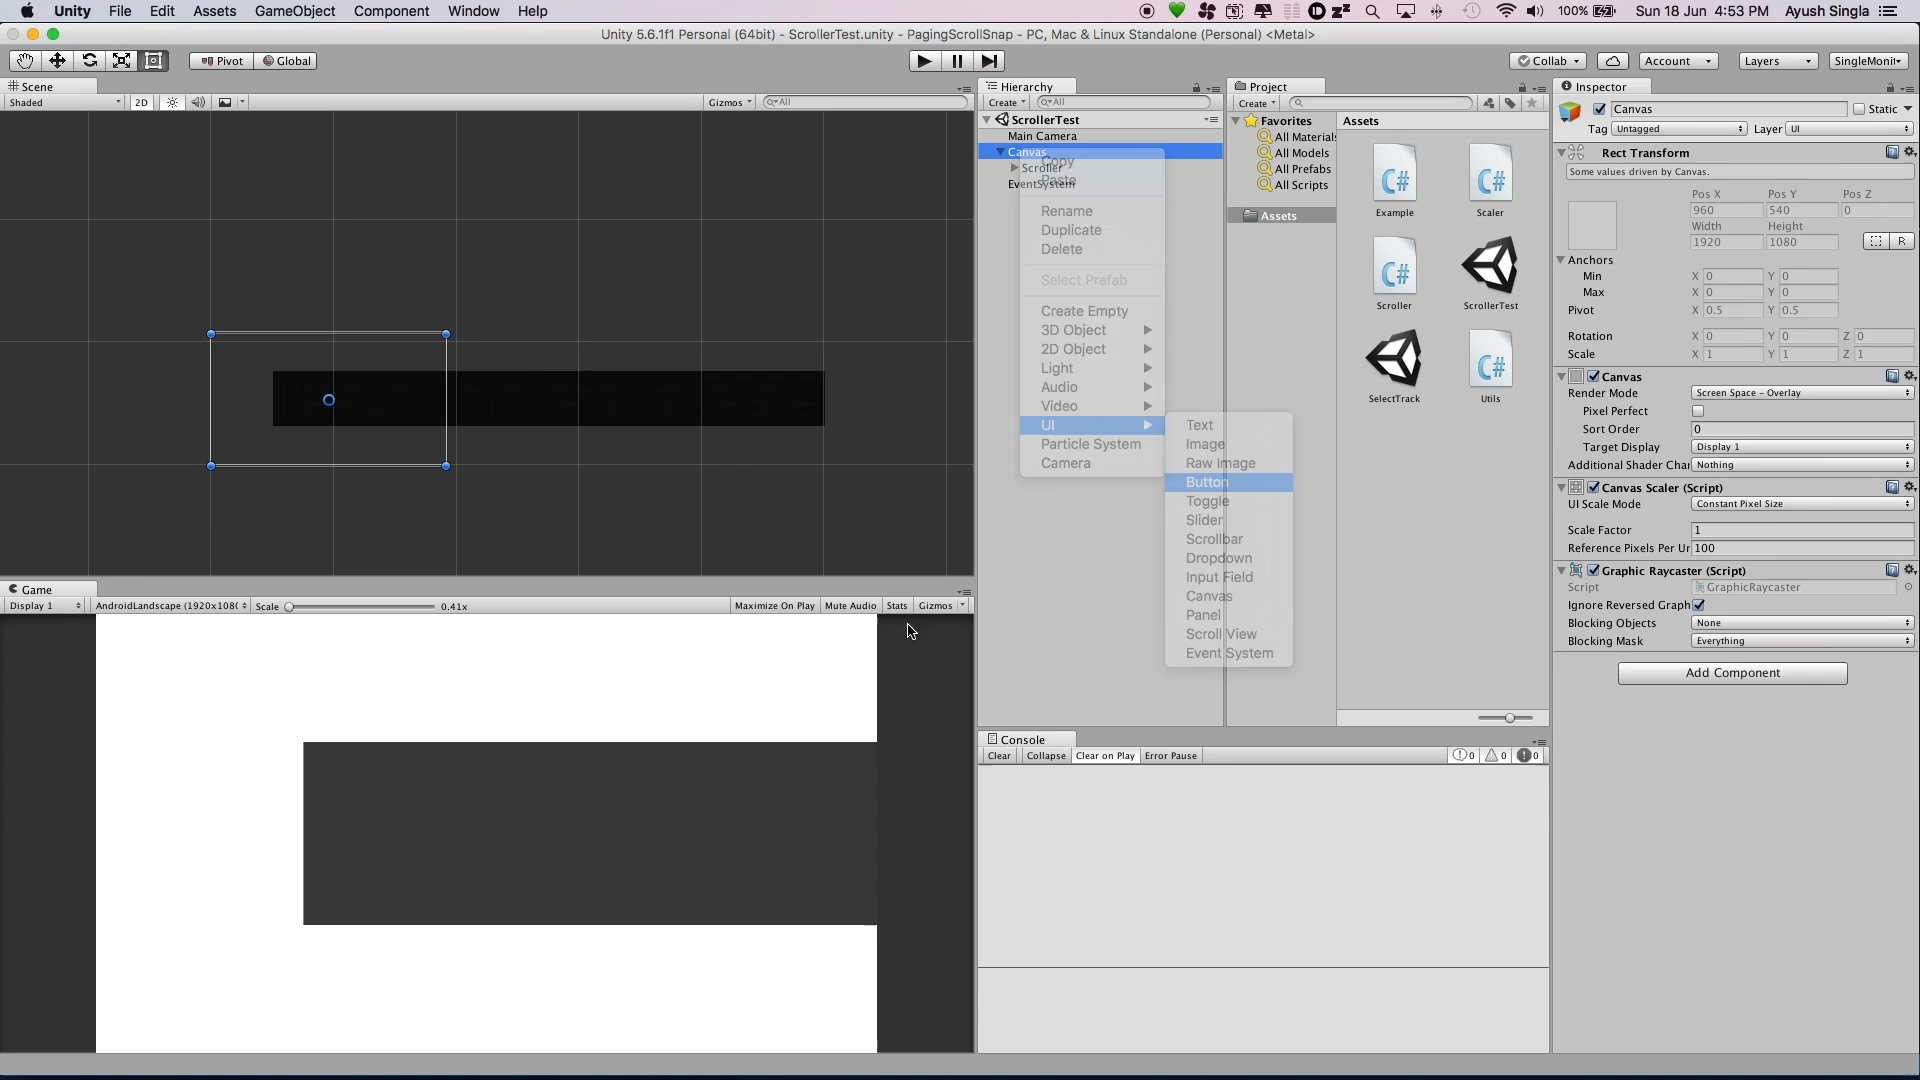 Unity File Edit Assets GameObject Component Window Help 100% Sun 18 Jun 4:53 PM Ayush Singla
Unity 5.6.1f1 Personal (64bit) - ScrollerTest.unity - PagingScrollSnap - PC, Mac & Linux Standalone (Personal) <Metal>
Pivot Global Collab Account Layers SingleMonit
Scene
Shaded 2D Gizmos All
Hierarchy
Create All
ScrollerTest
Main Camera
Canvas
Scroller
EventSystem
Copy
Paste
Rename
Duplicate
Delete
Select Prefab
Create Empty
3D Object
2D Object
Light
Audio
Video
UI
Particle System
Camera
Text
Image
Raw Image
Button
Toggle
Slider
Scrollbar
Dropdown
Input Field
Canvas
Panel
Scroll View
Event System
Project
Create
Favorites
All Materials
All Models
All Prefabs
All Scripts
Assets
Assets
C# C#
Example Scaler
C#
Scroller ScrollerTest
C#
SelectTrack Utils
Inspector
Canvas Static
Tag Untagged Layer UI
Rect Transform
Some values driven by Canvas.
Pos X Pos Y Pos Z
960 540 0
Width Height
1920 1080 R
Anchors
Min X 0 Y 0
Max X 0 Y 0
Pivot X 0.5 Y 0.5
Rotation X 0 Y 0 Z 0
Scale X 1 Y 1 Z 1
Canvas
Render Mode Screen Space - Overlay
Pixel Perfect
Sort Order 0
Target Display Display 1
Additional Shader Char Nothing
Canvas Scaler (Script)
UI Scale Mode Constant Pixel Size
Scale Factor 1
Reference Pixels Per Ur 100
Graphic Raycaster (Script)
Script GraphicRaycaster
Ignore Reversed Graph
Blocking Objects None
Blocking Mask Everything
Add Component
Game
Display 1 AndroidLandscape (1920x108( Scale 0.41x Maximize On Play Mute Audio Stats Gizmos
Console
Clear Collapse Clear on Play Error Pause 0 0 0